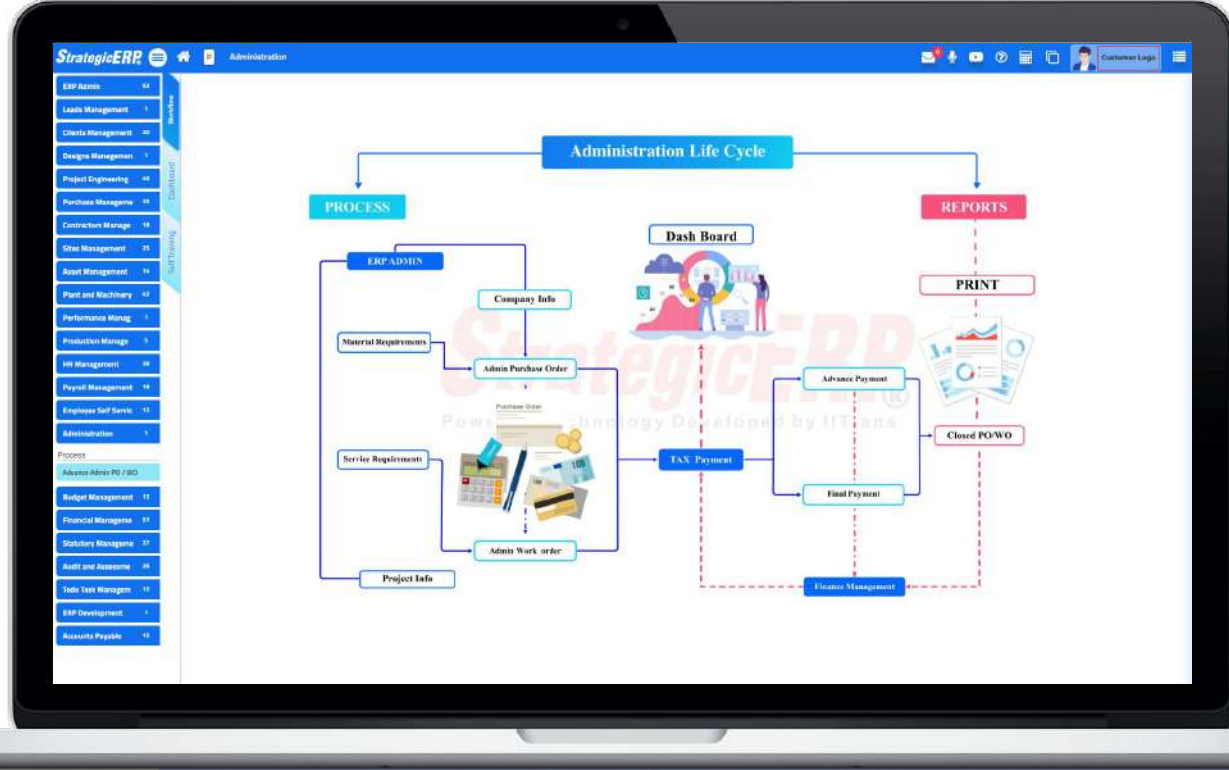 StrategicERP
P
Administration
Customer Logo
ERP Admin
Leads Management
Clients Management
Designs Managemen
Project Engineering
Purchase Manageme
Contractors Manage
Sites Management 25
Asset Management 14
Plant and Machinery
Performance Manag
Production Manage
HR Management
Payroll Management
Employee Self Servic
Administration
Process
Advance Admin PO / WO
Budget Management
Financial Manageme
Statutory Manageme
Audit and Assessme
Todo Task Managem
ERP Development
Accounts Payable
Workflow
Dashboard
Self Training
Administration Life Cycle
PROCESS
REPORTS
Dash Board
ERP ADMIN
PRINT
Company Info
Material Requirements
Admin Purchase Order
Advance Payment
Purchase Order
StrategicERP®
Closed PO/WO
Service Requirements
TAX Payment
Final Payment
Admin Work order
Project Info
Finance Management